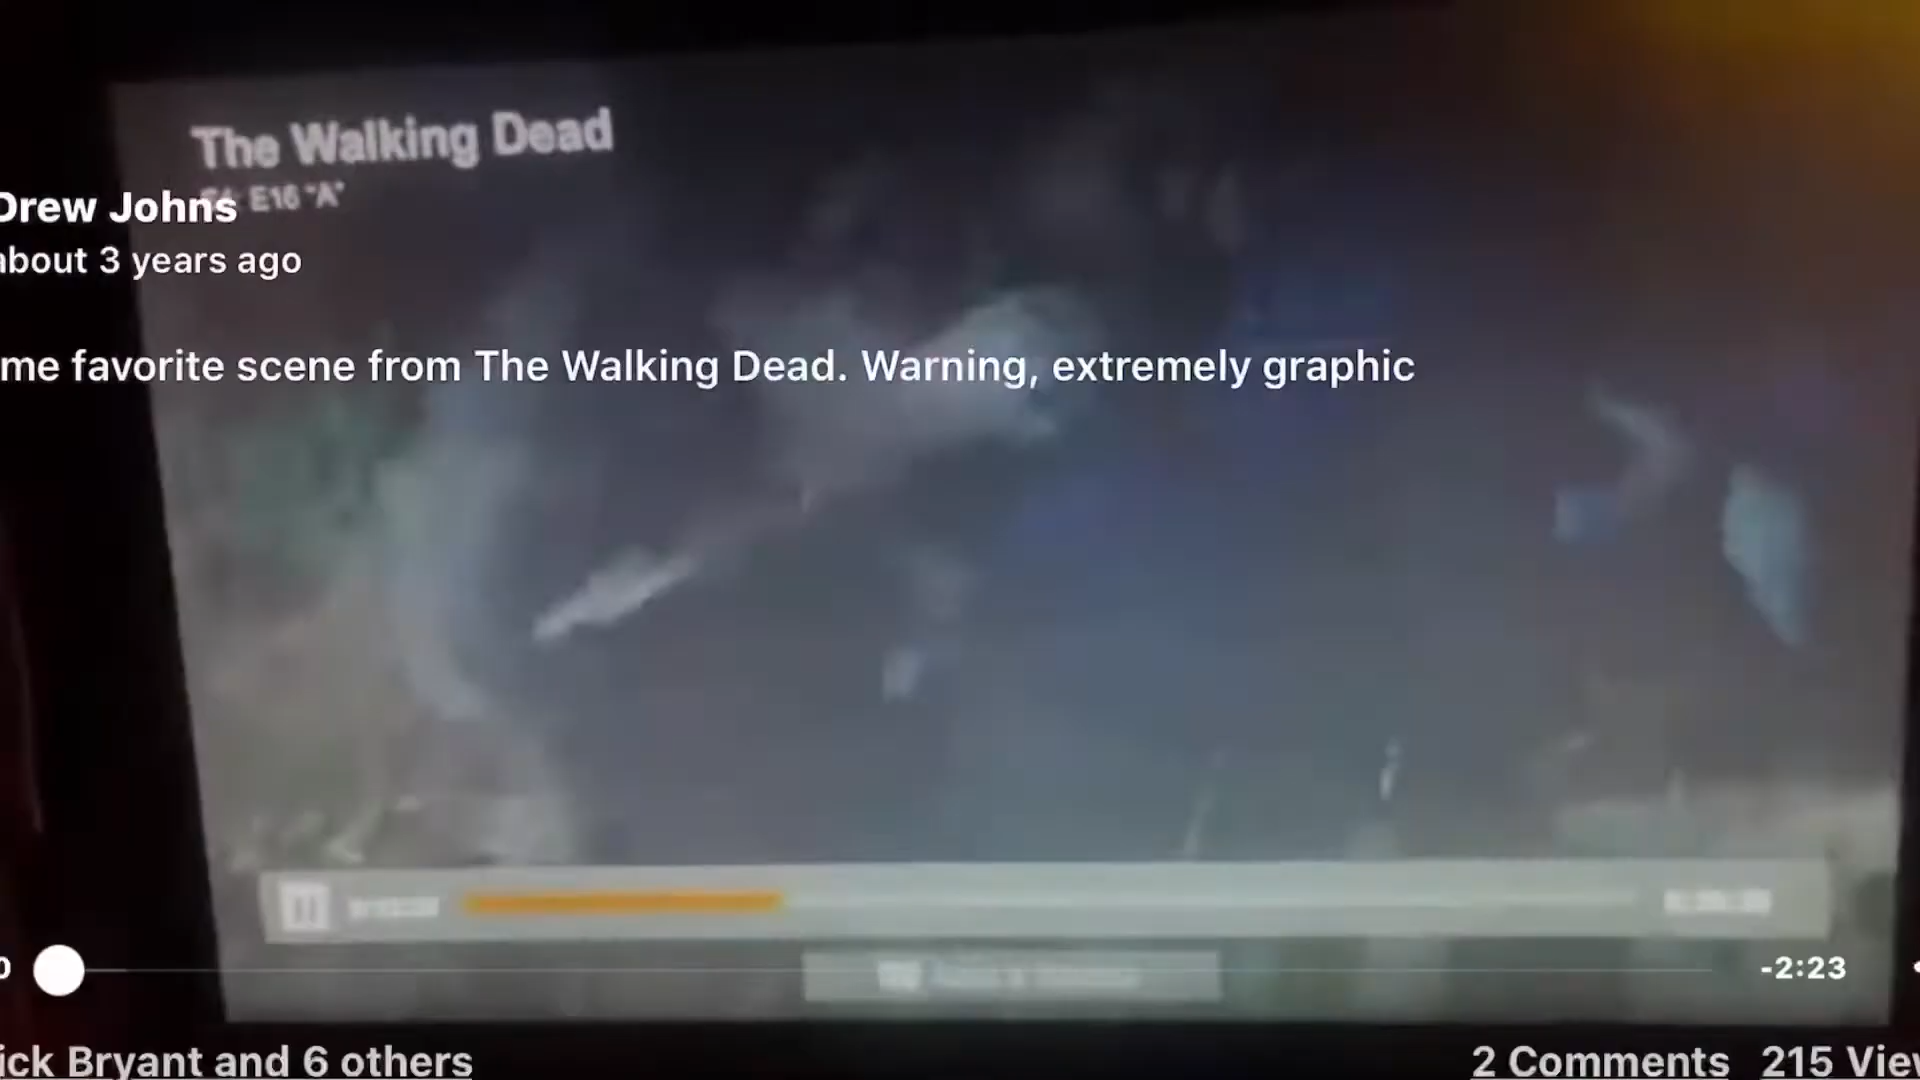 The Walking Dead
E16 "A"
Drew Johns
about 3 years ago
me favorite scene from The Walking Dead. Warning, extremely graphic
-2:23
ick Bryant and 6 others
2 Comments 215 View